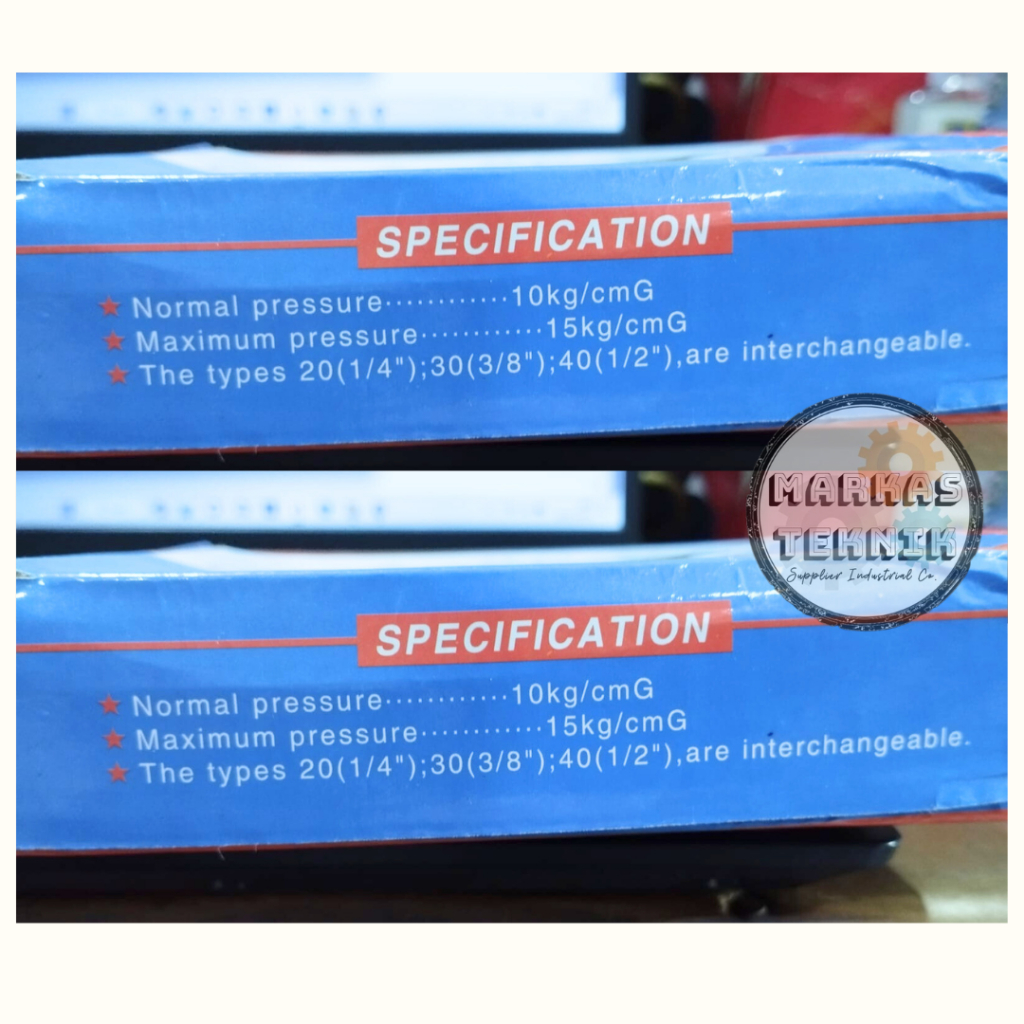 SPECIFICATION
★ Normal pressure············10kg/cmG
★ Maximum pressure············15kg/cmG
★ The types 20(1/4");30(3/8");40(1/2"),are interchangeable.
MARKAS
TEKNIK
Supplier Industrial Co.
SPECIFICATION
★ Normal pressure············10kg/cmG
★ Maximum pressure············15kg/cmG
★ The types 20(1/4");30(3/8");40(1/2"),are interchangeable.